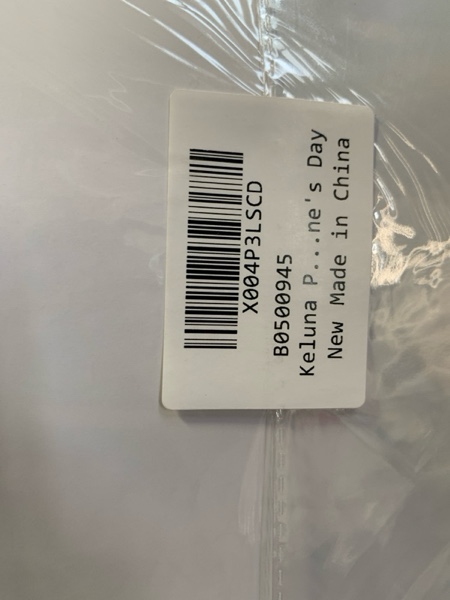 X004P3LSCD
B0500945
Keluna P...ne's Day
New Made in China